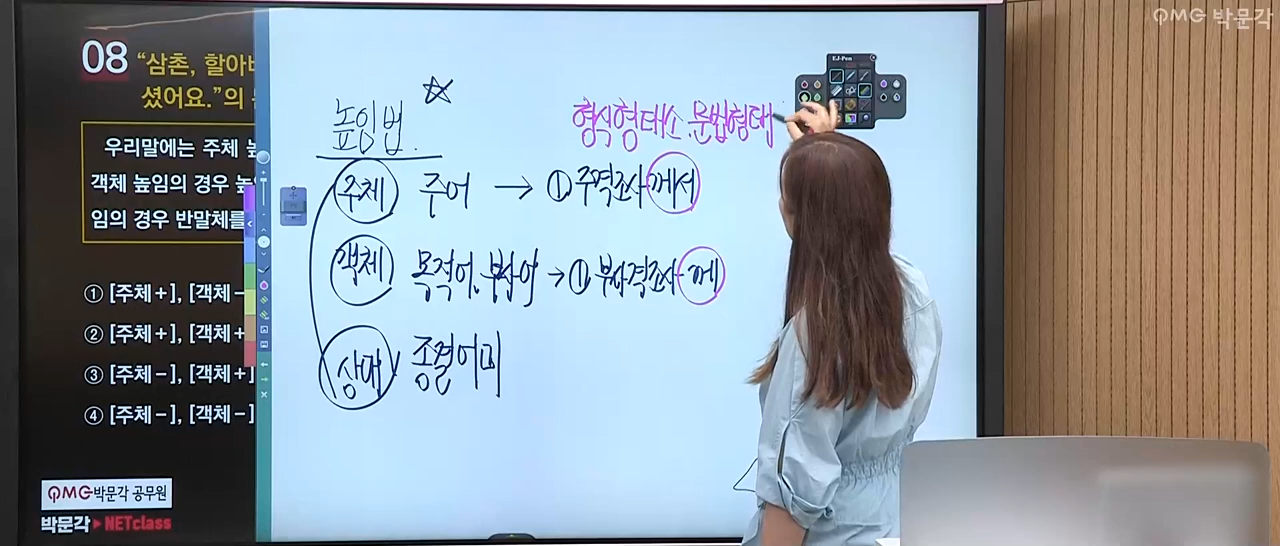 QMG 박문각
08 "삼촌, 할아버
셨어요."의
우리말에는 주체 높
객체 높임의 경우 높
임의 경우 반말체를
① [주체+], [객체-
② [주체+], [객체+
③ [주체-], [객체+]
④ [주체-], [객체-]
QMG박문각 공무원
박문각 NETclass
EJ-Pen
높임법.
형식형태소.문법형태
주체 주어 → ① 주격조사 께서
객체 목적어, 부사어 → ① 부사격조사 께
상대 종결어미